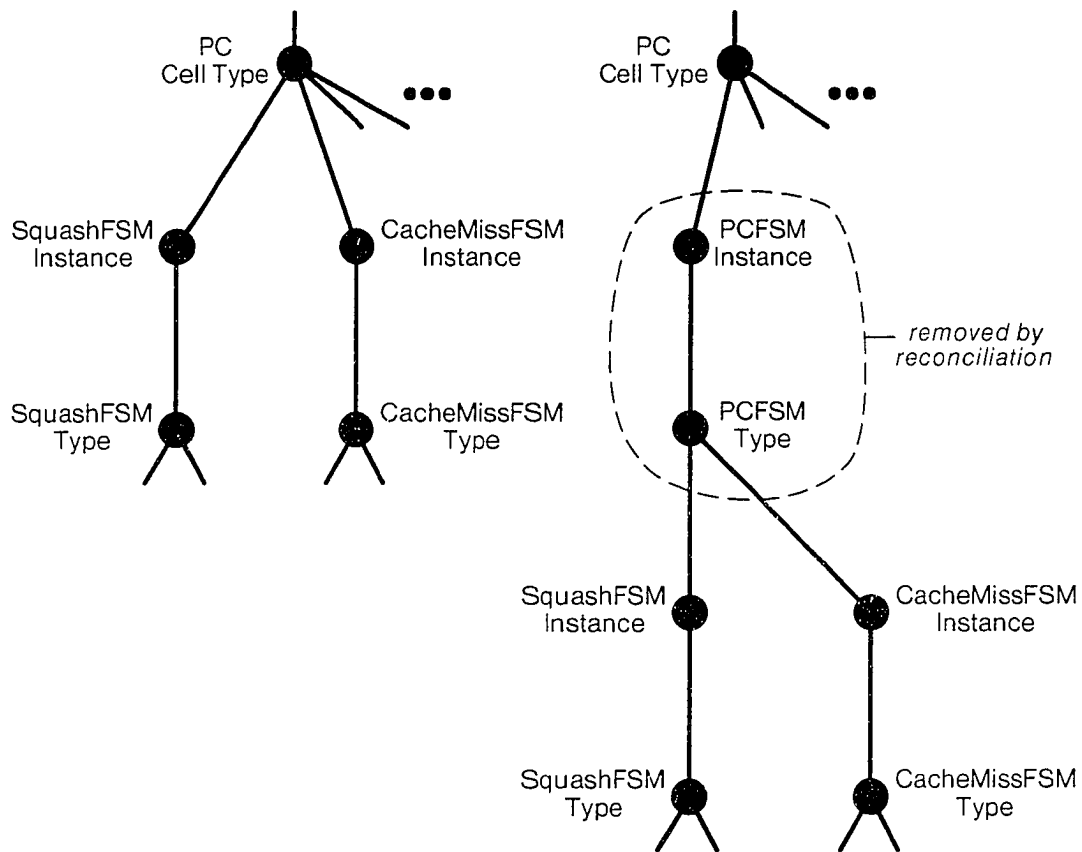 PC
Cell Type
PC
Cell Type
SquashFSM
Instance
CacheMissFSM
Instance
PCFSM
Instance
removed by
reconciliation
SquashFSM
Type
CacheMissFSM
Type
PCFSM
Type
SquashFSM
Instance
CacheMissFSM
Instance
SquashFSM
Type
CacheMissFSM
Type